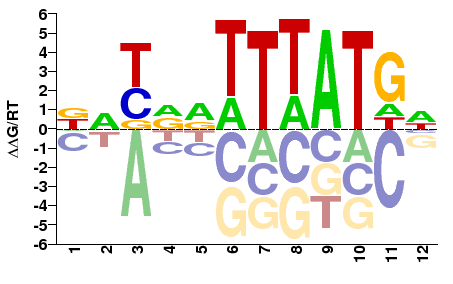 ΔΔG/RT
6
5
4
3
2
1
0
-1
-2
-3
-4
-5
-6
G T C
A T
T C G A
A G T C
A G T C
T A C G
T A C G
T A C G
A C G T
T A C G
G A T C
A T C G
1 2 3 4 5 6 7 8 9 10 11 12